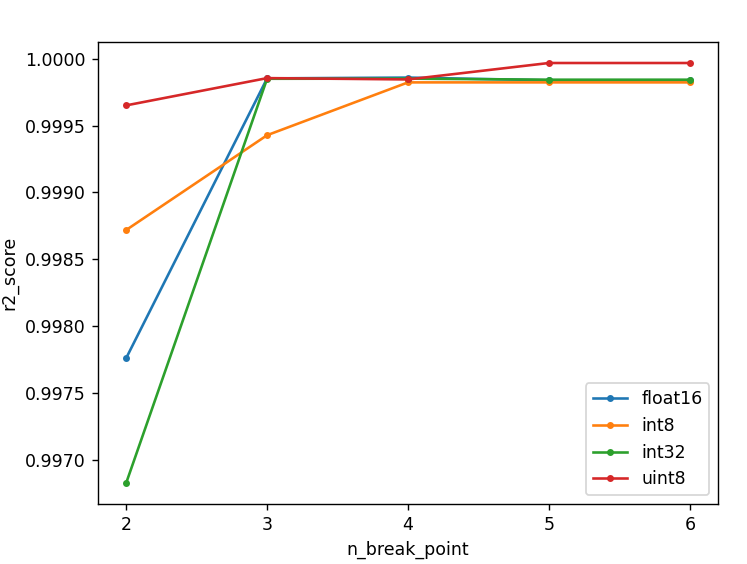 1.0000
0.9995
0.9990
0.9985
0.9980
0.9975
0.9970
r2_score
2 3 4 5 6
n_break_point
float16
int8
int32
uint8